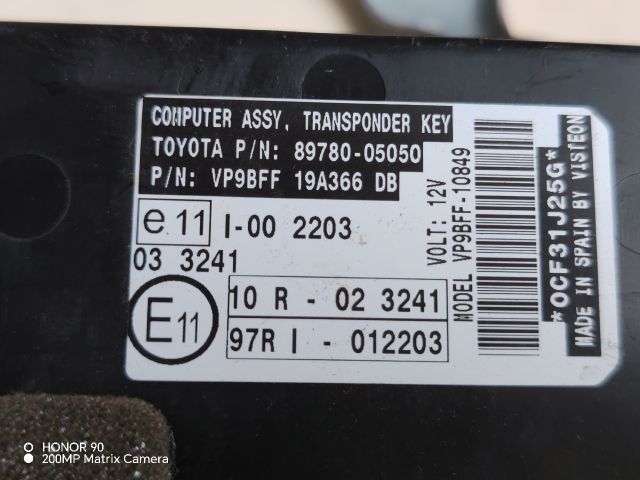 COMPUTER ASSY, TRANSPONDER KEY
TOYOTA P/N: 89780-05050
P/N: VP9BFF 19A366 DB
e 11 I-00 2203
03 3241
E11
10 R - 02 3241
97R I - 012203
VOLT: 12V
MODEL VP9BFF-10849
*OCF31J25G*
MADE IN SPAIN BY VISTEON
HONOR 90
200MP Matrix Camera